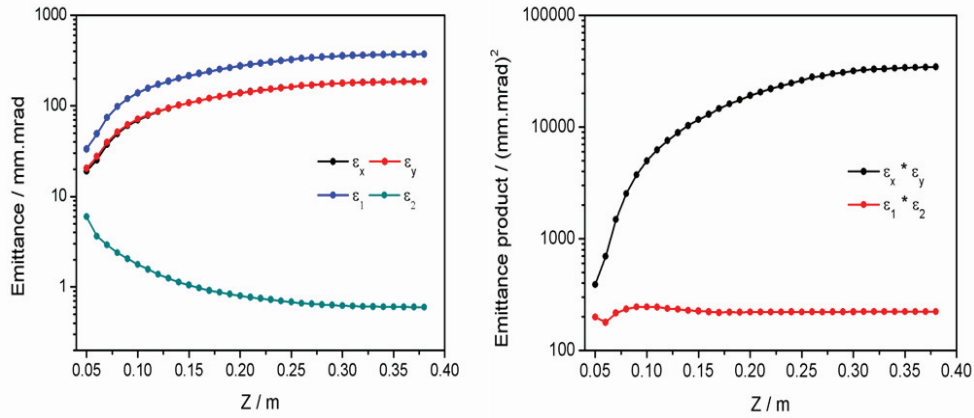 1000
100
10
1
Emittance / mm.mrad
εx εy
ε1 ε2
0.05 0.10 0.15 0.20 0.25 0.30 0.35 0.40
Z / m
100000
10000
1000
100
Emittance product / (mm.mrad)²
εx * εy
ε1 * ε2
0.05 0.10 0.15 0.20 0.25 0.30 0.35 0.40
Z / m